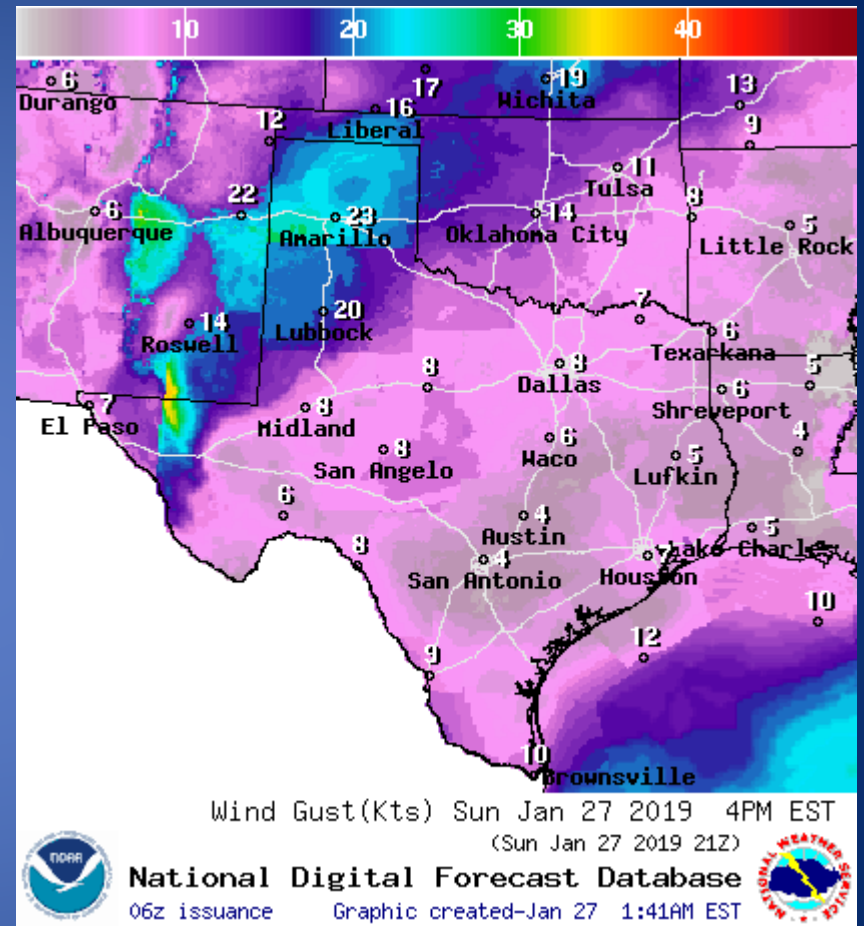 10 20 30 40
6
Durango
17
19
Wichita
16
Liberal
13
12
9
11
Tulsa
22
6
Albuquerque
23
Amarillo
14
Oklahoma City
8
5
Little Rock
14
Roswell
20
Lubbock
7
6
Texarkana
8
8
Dallas
5
6
Shreveport
7
El Paso
8
Midland
8
San Angelo
6
Waco
5
Lufkin
4
6
4
Austin
5
Lake Charles
8
4
San Antonio
Houston
10
12
9
10
Brownsville
Wind Gust(Kts) Sun Jan 27 2019 4PM EST
(Sun Jan 27 2019 21Z)
NOAA
National Digital Forecast Database
06z issuance Graphic created-Jan 27 1:41AM EST
NATIONAL WEATHER SERVICE